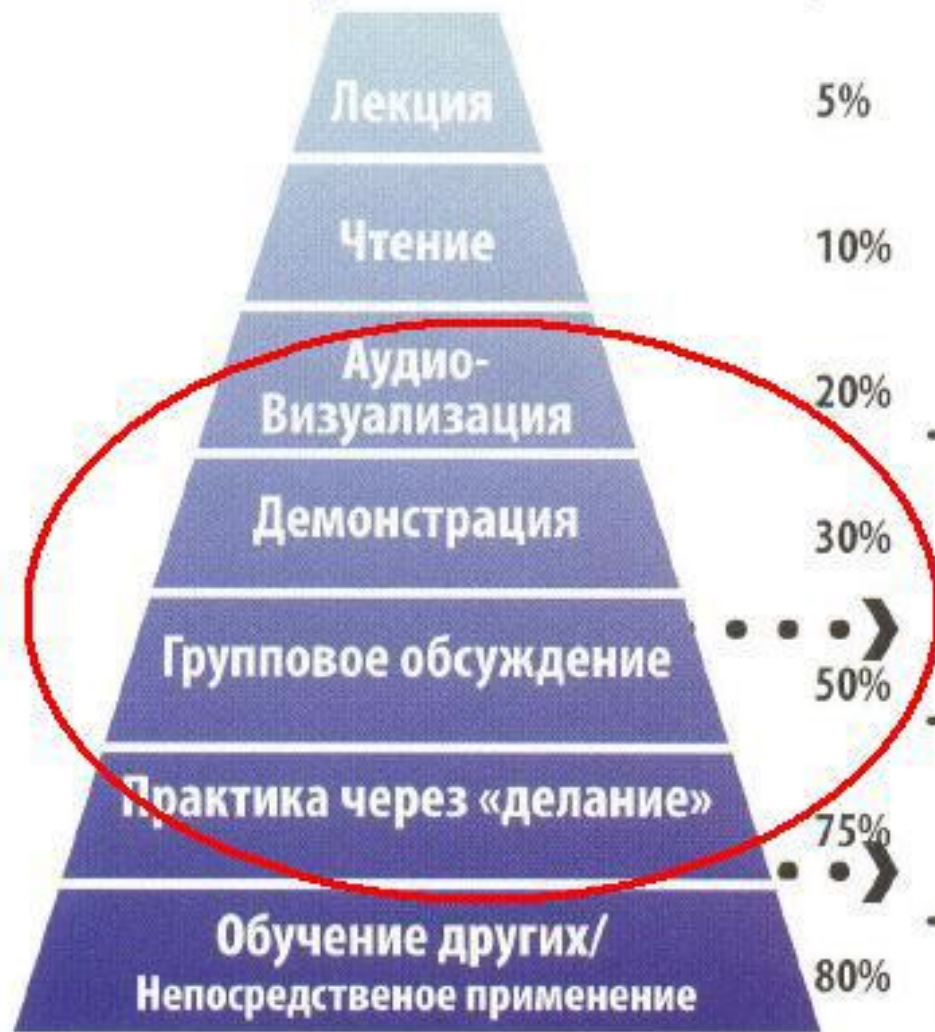 Лекция 5%
Чтение 10%
Аудио-
Визуализация 20%
Демонстрация 30%
Групповое обсуждение 50%
Практика через «делание» 75%
Обучение других/
Непосредственое применение 80%